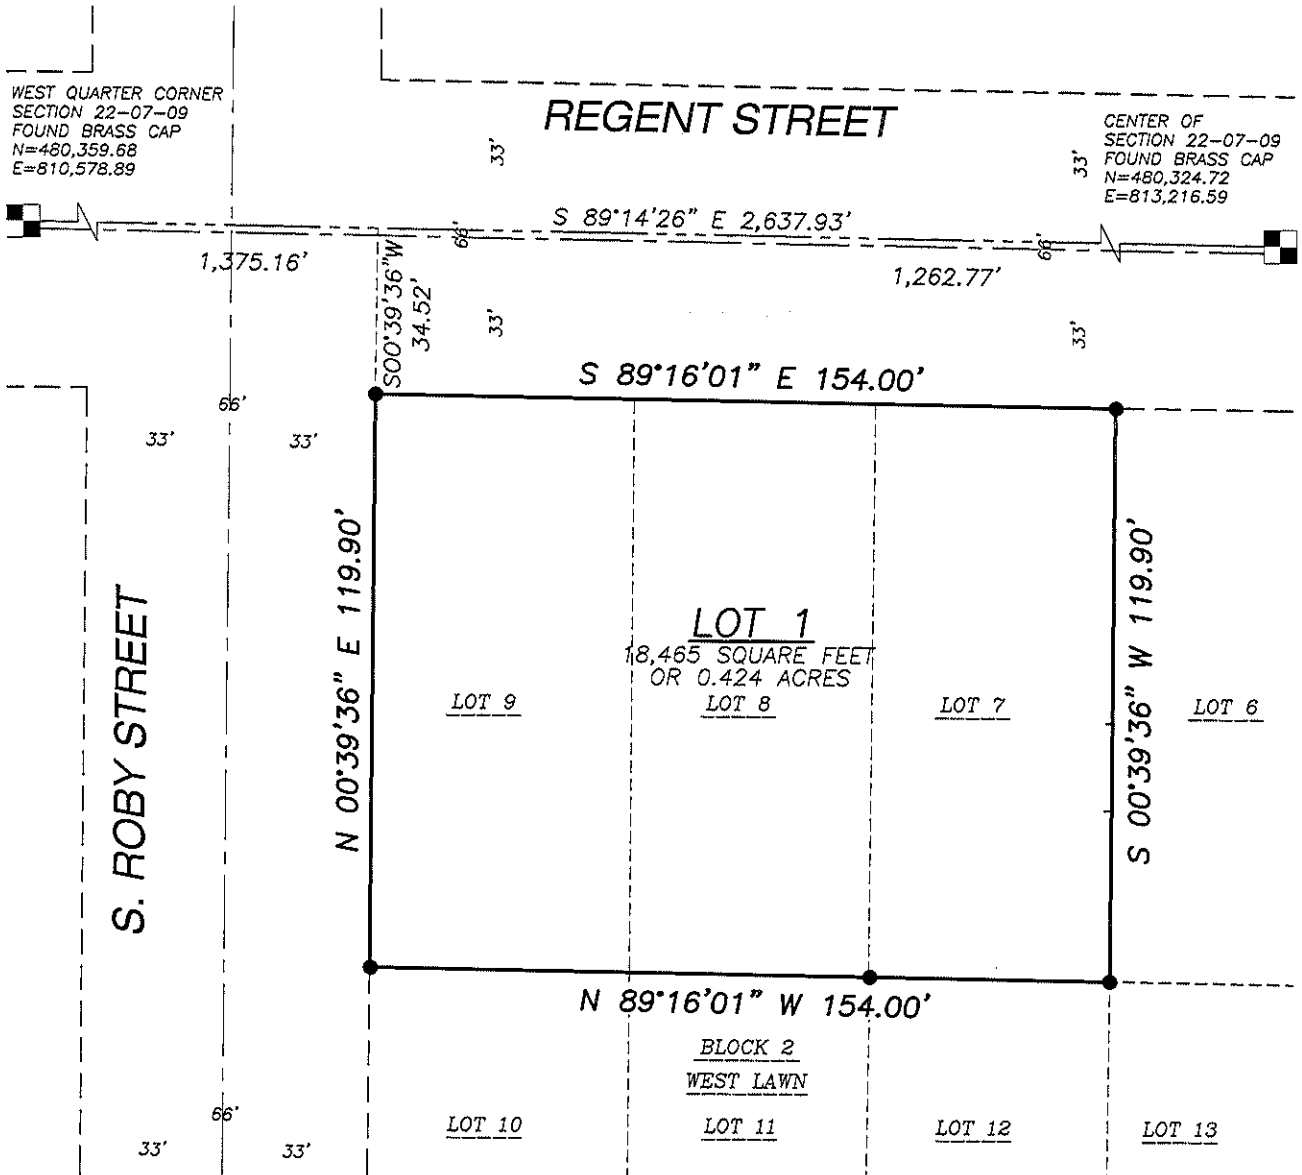 WEST QUARTER CORNER
SECTION 22-07-09
FOUND BRASS CAP
N=480,359.68
E=810,578.89
REGENT STREET
CENTER OF
SECTION 22-07-09
FOUND BRASS CAP
N=480,324.72
E=813,216.59
33'
33'
S 89°14'26" E 2,637.93'
66'
66'
1,375.16'
1,262.77'
S00°39'36"W
34.52'
33'
33'
S 89°16'01" E 154.00'
66'
33'
33'
N 00°39'36" E 119.90'
S 00°39'36" W 119.90'
S. ROBY STREET
LOT 1
18,465 SQUARE FEET
OR 0.424 ACRES
LOT 9
LOT 8
LOT 7
LOT 6
N 89°16'01" W 154.00'
BLOCK 2
WEST LAWN
66'
33'
33'
LOT 10
LOT 11
LOT 12
LOT 13